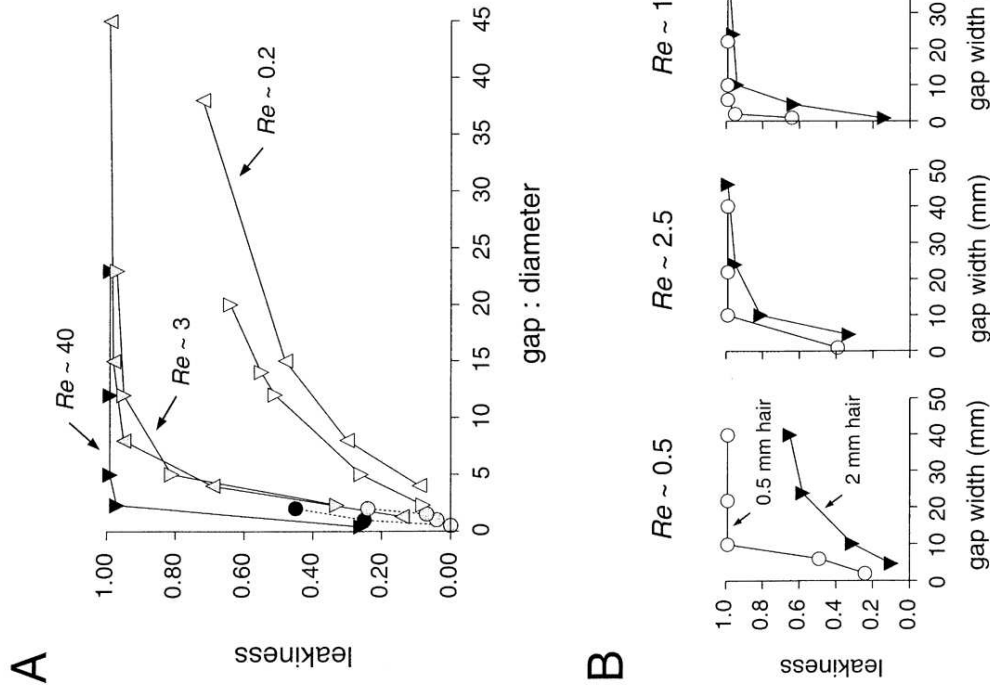 A
Re ~ 40
Re ~ 3
Re ~ 0.2
1.00
0.80
0.60
0.40
0.20
0.00
leakiness
0 5 10 15 20 25 30 35 40 45
gap : diameter
B
Re ~ 0.5
Re ~ 2.5
Re ~ 1
0.5 mm hair
2 mm hair
1.0
0.8
0.6
0.4
0.2
0.0
leakiness
0 10 20 30 40 50
0 10 20 30 40 50
0 10 20 30
gap width (mm)
gap width (mm)
gap width